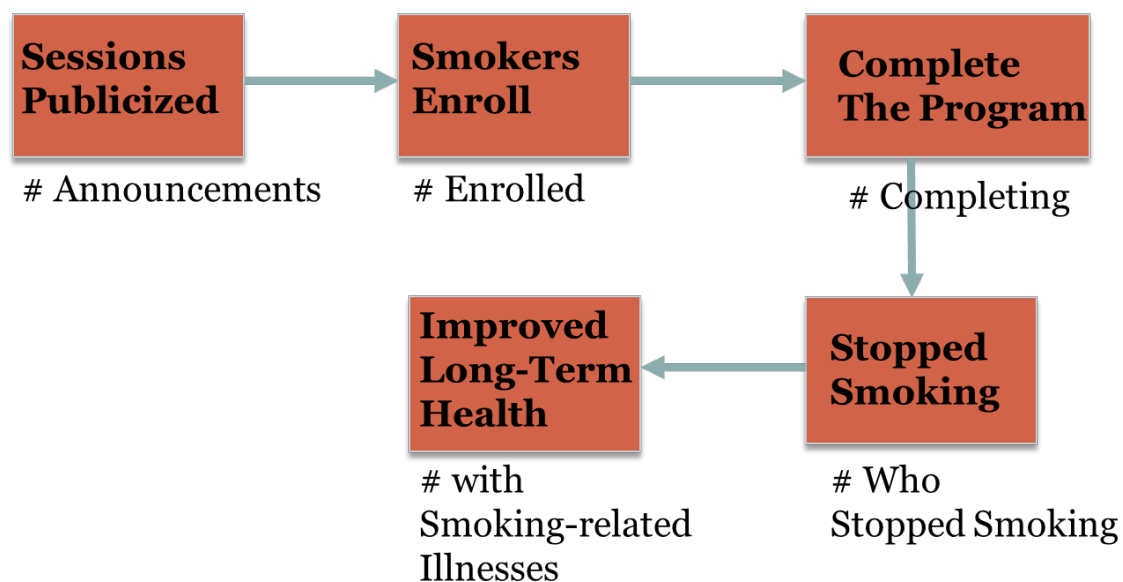 Sessions
Publicized
# Announcements
Smokers
Enroll
# Enrolled
Complete
The Program
# Completing
Stopped
Smoking
# Who
Stopped Smoking
Improved
Long-Term
Health
# with
Smoking-related
Illnesses